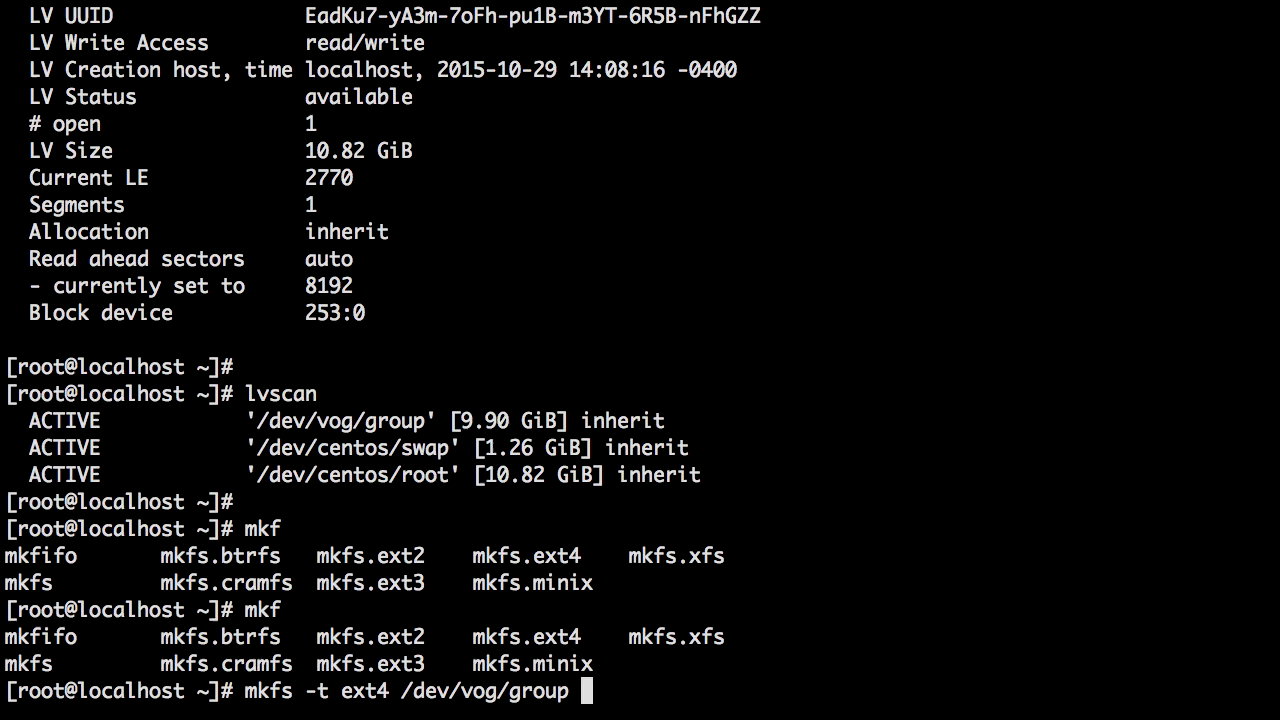 LV UUID                EadKu7-yA3m-7oFh-pu1B-m3YT-6R5B-nFhGZZ
LV Write Access        read/write
LV Creation host, time localhost, 2015-10-29 14:08:16 -0400
LV Status              available
# open                 1
LV Size                10.82 GiB
Current LE             2770
Segments               1
Allocation             inherit
Read ahead sectors     auto
- currently set to     8192
Block device           253:0
[root@localhost ~]#
[root@localhost ~]# lvscan
ACTIVE            '/dev/vog/group' [9.90 GiB] inherit
ACTIVE            '/dev/centos/swap' [1.26 GiB] inherit
ACTIVE            '/dev/centos/root' [10.82 GiB] inherit
[root@localhost ~]#
[root@localhost ~]# mkf
mkfifo       mkfs.btrfs   mkfs.ext2    mkfs.ext4    mkfs.xfs
mkfs         mkfs.cramfs  mkfs.ext3    mkfs.minix
[root@localhost ~]# mkf
mkfifo       mkfs.btrfs   mkfs.ext2    mkfs.ext4    mkfs.xfs
mkfs         mkfs.cramfs  mkfs.ext3    mkfs.minix
[root@localhost ~]# mkfs -t ext4 /dev/vog/group